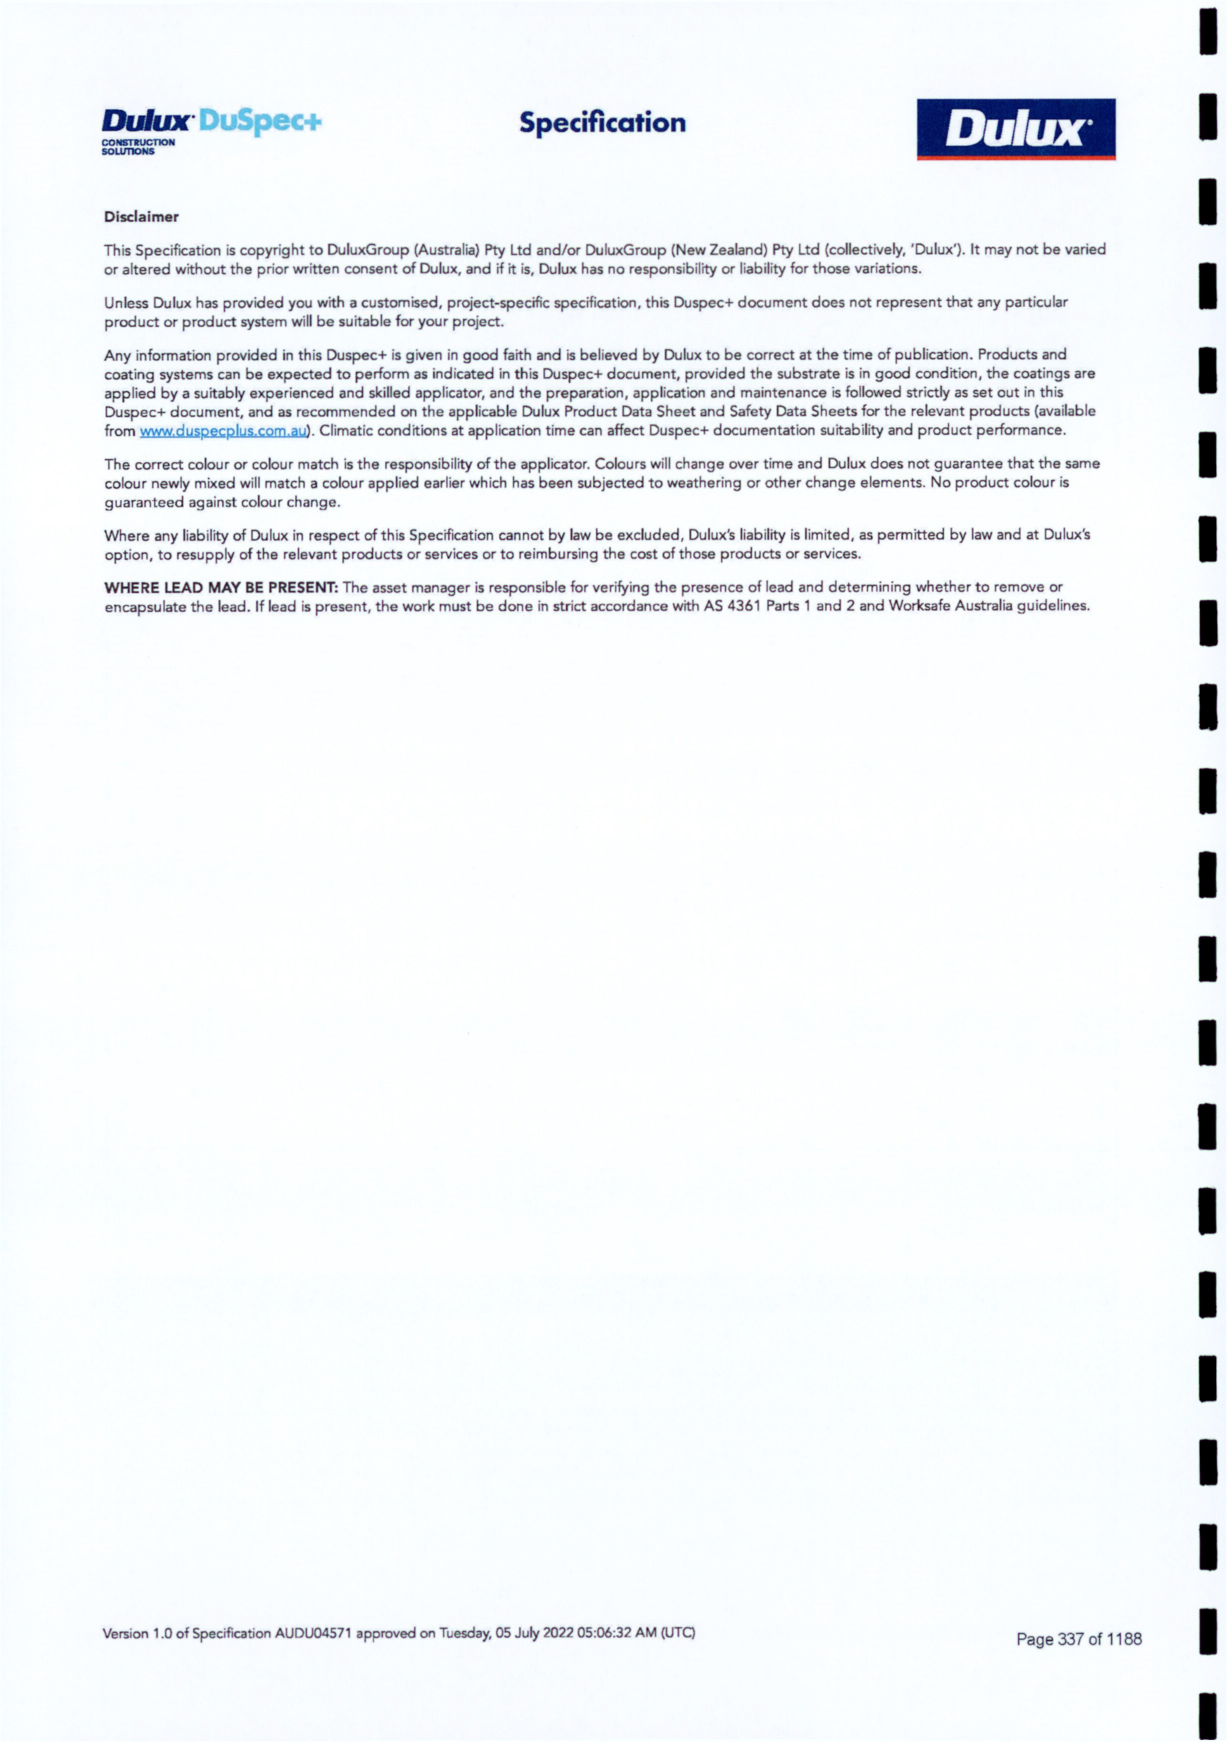 Dulux DuSpec+
CONSTRUCTION
SOLUTIONS
Specification
Dulux
Disclaimer
This Specification is copyright to DuluxGroup (Australia) Pty Ltd and/or DuluxGroup (New Zealand) Pty Ltd (collectively, 'Dulux'). It may not be varied
or altered without the prior written consent of Dulux, and if it is, Dulux has no responsibility or liability for those variations.
Unless Dulux has provided you with a customised, project-specific specification, this Duspec+ document does not represent that any particular
product or product system will be suitable for your project.
Any information provided in this Duspec+ is given in good faith and is believed by Dulux to be correct at the time of publication. Products and
coating systems can be expected to perform as indicated in this Duspec+ document, provided the substrate is in good condition, the coatings are
applied by a suitably experienced and skilled applicator, and the preparation, application and maintenance is followed strictly as set out in this
Duspec+ document, and as recommended on the applicable Dulux Product Data Sheet and Safety Data Sheets for the relevant products (available
from www.duspecplus.com.au). Climatic conditions at application time can affect Duspec+ documentation suitability and product performance.
The correct colour or colour match is the responsibility of the applicator. Colours will change over time and Dulux does not guarantee that the same
colour newly mixed will match a colour applied earlier which has been subjected to weathering or other change elements. No product colour is
guaranteed against colour change.
Where any liability of Dulux in respect of this Specification cannot by law be excluded, Dulux's liability is limited, as permitted by law and at Dulux's
option, to resupply of the relevant products or services or to reimbursing the cost of those products or services.
WHERE LEAD MAY BE PRESENT: The asset manager is responsible for verifying the presence of lead and determining whether to remove or
encapsulate the lead. If lead is present, the work must be done in strict accordance with AS 4361 Parts 1 and 2 and Worksafe Australia guidelines.
Version 1.0 of Specification AUDU04571 approved on Tuesday, 05 July 2022 05:06:32 AM (UTC)
Page 337 of 1188